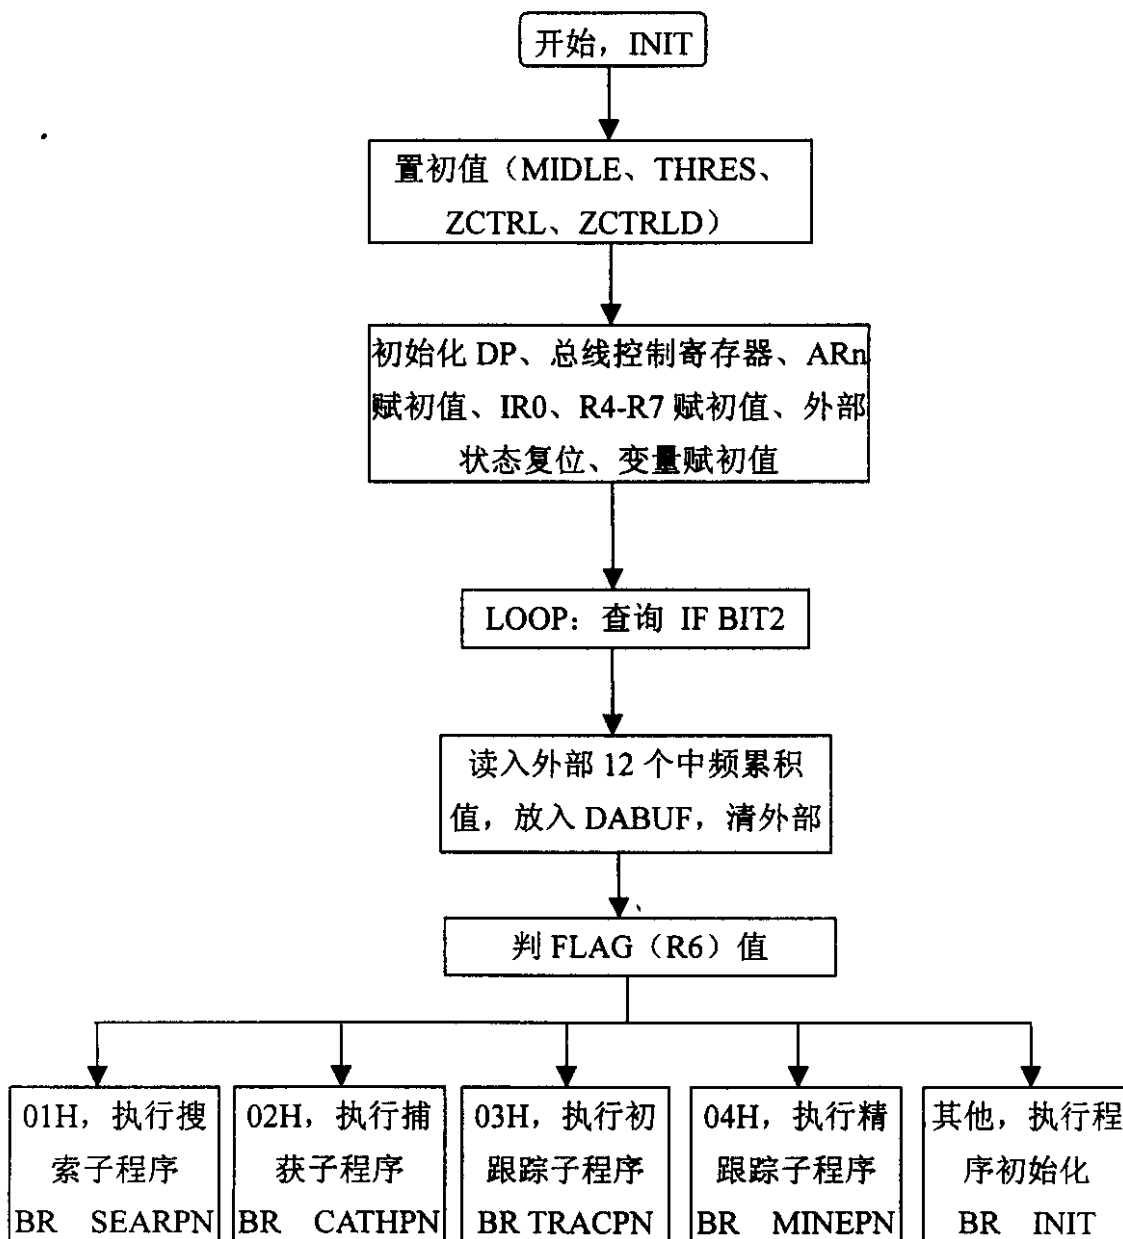 开始，INIT
置初值（MIDLE、THRES、
ZCTRL、ZCTRLD）
初始化 DP、总线控制寄存器、ARn
赋初值、IR0、R4-R7 赋初值、外部
状态复位、变量赋初值
LOOP：查询 IF BIT2
读入外部 12 个中频累积
值，放入 DABUF，清外部
判 FLAG（R6）值
01H，执行搜
索子程序
BR SEARPN
02H，执行捕
获子程序
BR CATHPN
03H，执行初
跟踪子程序
BR TRACPN
04H，执行精
跟踪子程序
BR MINEPN
其他，执行程
序初始化
BR INIT